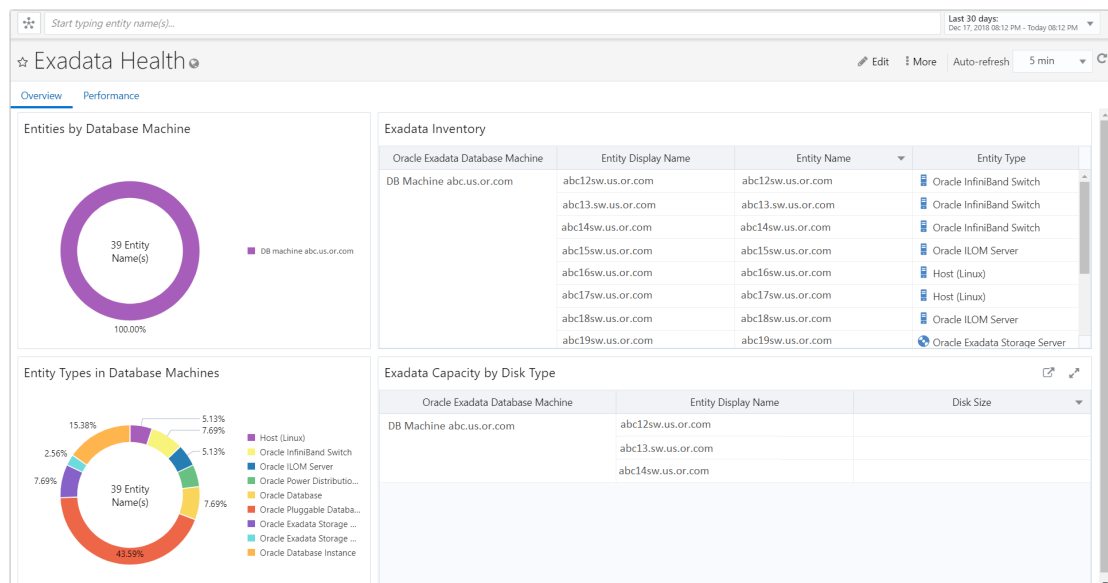 Start typing entity name(s)...
Last 30 days:
Dec 17, 2018 08:12 PM - Today 08:12 PM
Exadata Health
Edit
More
Auto-refresh
5 min
Overview
Performance
Entities by Database Machine
39 Entity
Name(s)
100.00%
DB machine abc.us.or.com
Exadata Inventory
Oracle Exadata Database Machine Entity Display Name Entity Name Entity Type
DB Machine abc.us.or.com abc12sw.us.or.com abc12sw.us.or.com Oracle InfiniBand Switch
abc13.sw.us.or.com abc13.sw.us.or.com Oracle InfiniBand Switch
abc14sw.us.or.com abc14sw.us.or.com Oracle InfiniBand Switch
abc15sw.us.or.com abc15sw.us.or.com Oracle ILOM Server
abc16sw.us.or.com abc16sw.us.or.com Host (Linux)
abc17sw.us.or.com abc17sw.us.or.com Host (Linux)
abc18sw.us.or.com abc18sw.us.or.com Oracle ILOM Server
abc19sw.us.or.com abc19sw.us.or.com Oracle Exadata Storage Server
Entity Types in Database Machines
15.38%
5.13%
7.69%
5.13%
2.56%
7.69%
7.69%
43.59%
39 Entity
Name(s)
Host (Linux)
Oracle InfiniBand Switch
Oracle ILOM Server
Oracle Power Distributio...
Oracle Database
Oracle Pluggable Databa...
Oracle Exadata Storage ...
Oracle Exadata Storage ...
Oracle Database Instance
Exadata Capacity by Disk Type
Oracle Exadata Database Machine Entity Display Name Disk Size
DB Machine abc.us.or.com abc12sw.us.or.com
abc13.sw.us.or.com
abc14sw.us.or.com